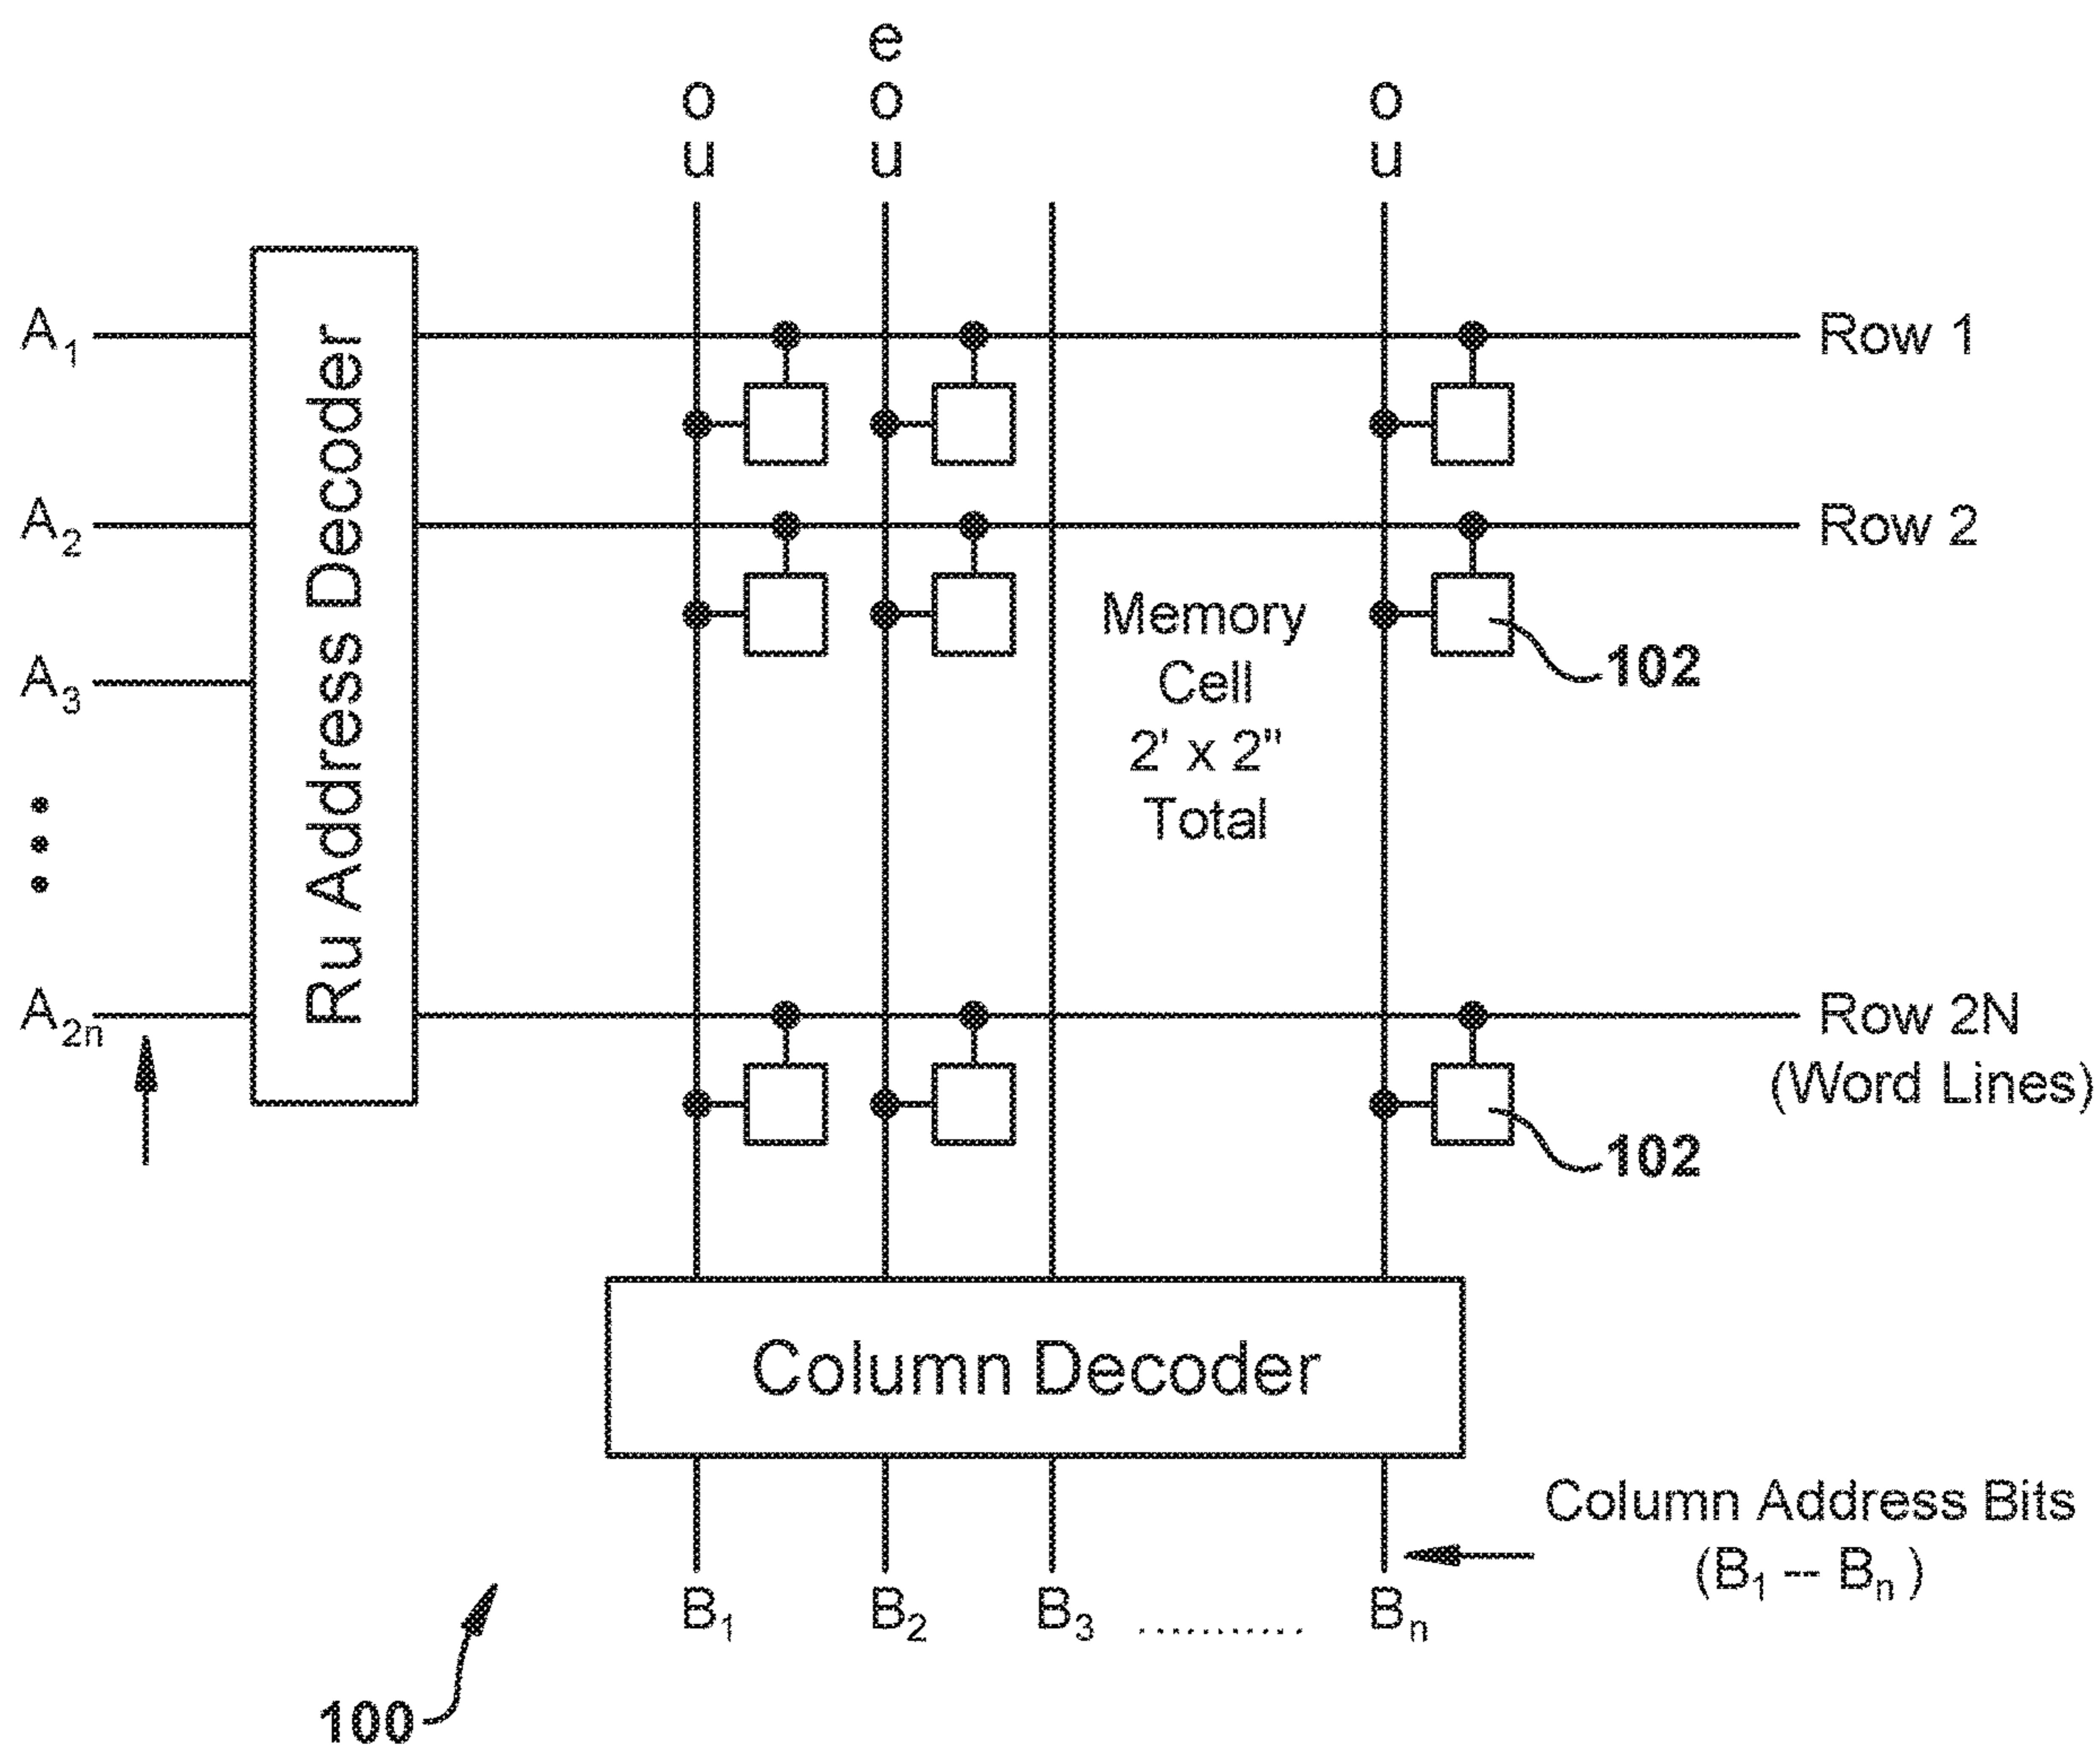 e
o o o
u u u
A1
Row 1
A2
Row 2
Ru Address Decoder
Memory
Cell
2' x 2"
Total
102
A3
A2n
Row 2N
(Word Lines)
102
Column Decoder
Column Address Bits
(B1 -- Bn)
B1 B2 B3 .......... Bn
100